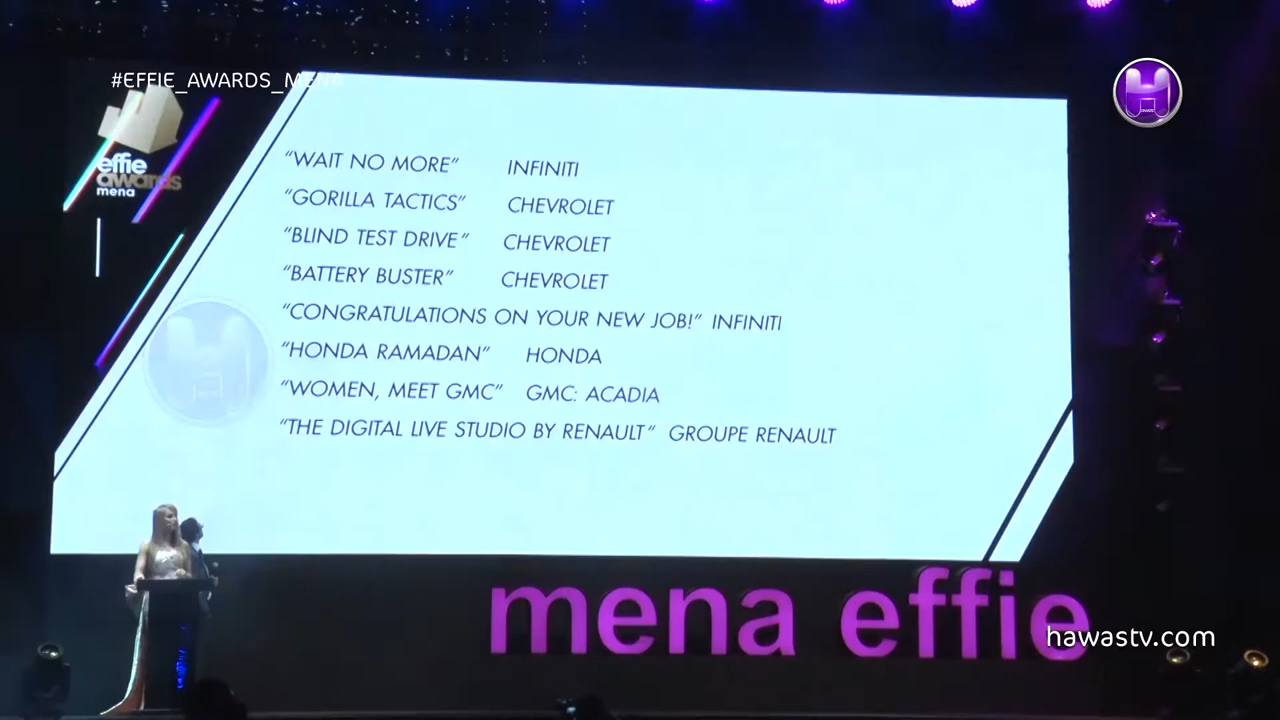 #EFFIE_AWARDS_MENA
effie
awards
mena
“WAIT NO MORE” INFINITI
“GORILLA TACTICS” CHEVROLET
“BLIND TEST DRIVE” CHEVROLET
“BATTERY BUSTER” CHEVROLET
“CONGRATULATIONS ON YOUR NEW JOB!” INFINITI
“HONDA RAMADAN” HONDA
“WOMEN, MEET GMC” GMC: ACADIA
“THE DIGITAL LIVE STUDIO BY RENAULT“ GROUPE RENAULT
mena effie
hawastv.com